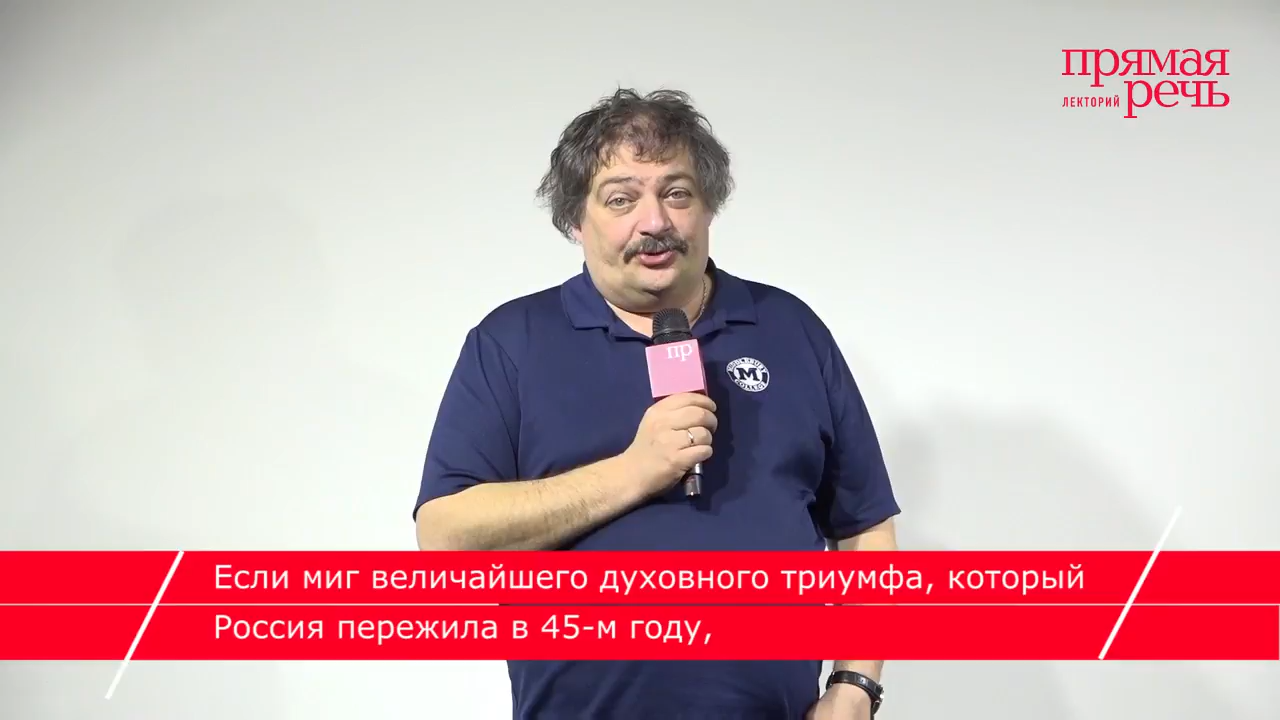 прямая
лекторий речь
пр
M
Если миг величайшего духовного триумфа, который
Россия пережила в 45-м году,